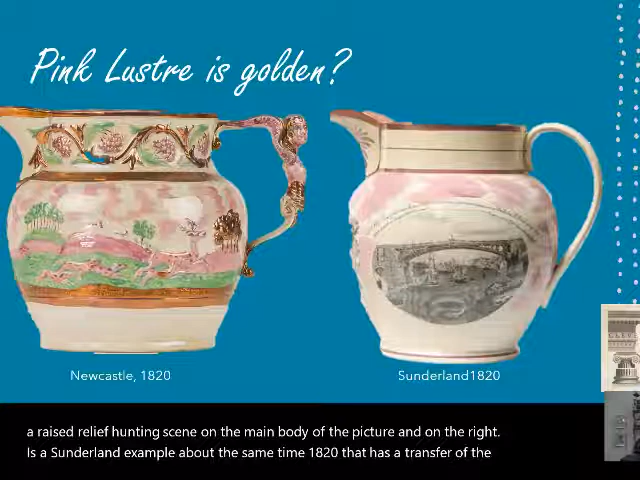 Pink Lustre is golden?
Newcastle, 1820
Sunderland1820
a raised relief hunting scene on the main body of the picture and on the right.
Is a Sunderland example about the same time 1820 that has a transfer of the